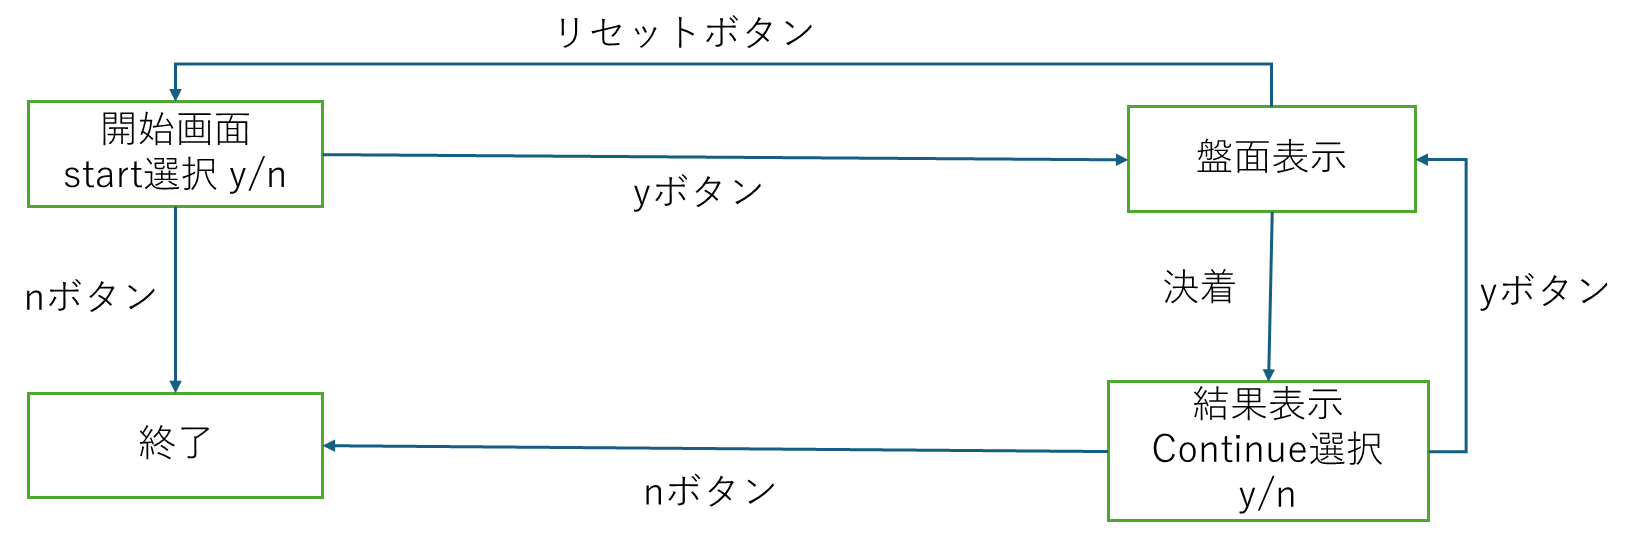 リセットボタン
開始画面
start選択 y/n
yボタン
盤面表示
nボタン
決着
yボタン
終了
nボタン
結果表示
Continue選択
y/n